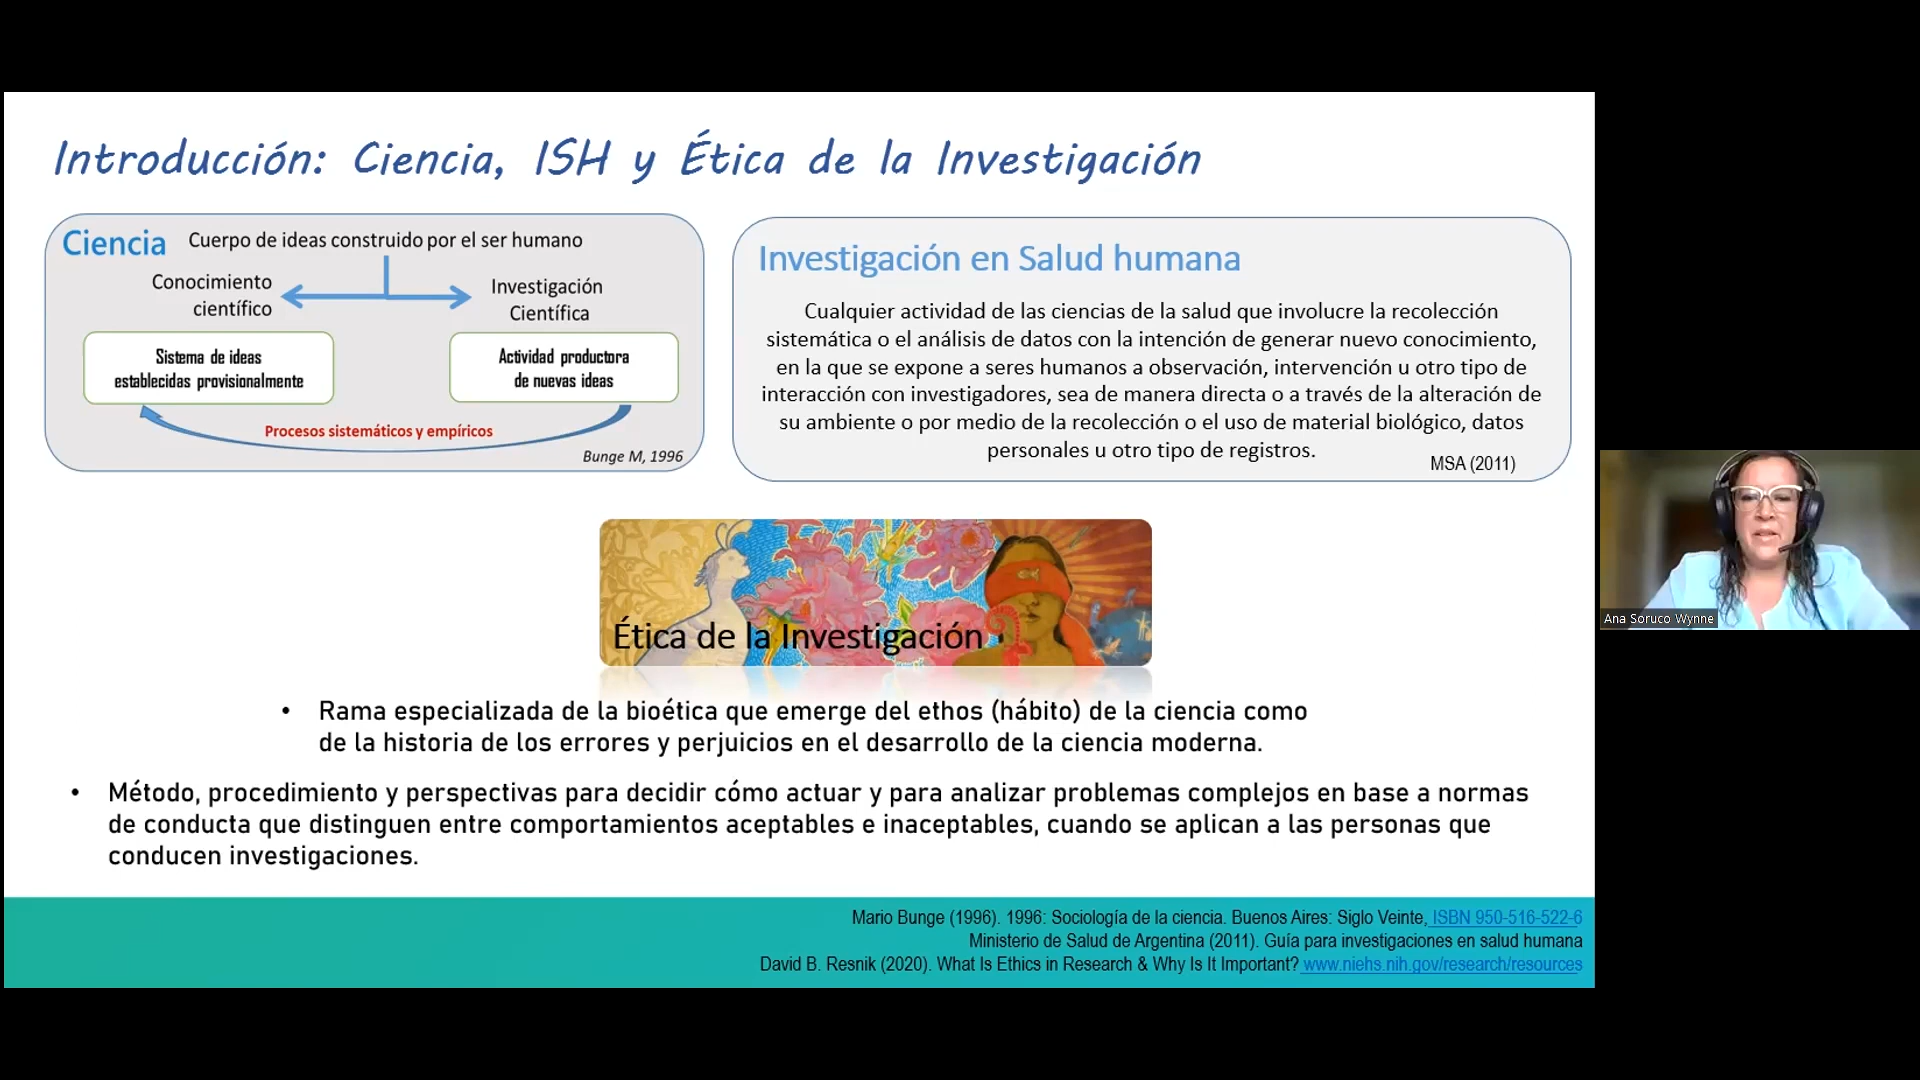 Introducción: Ciencia, ISH y Ética de la Investigación
Ciencia
Cuerpo de ideas construido por el ser humano
Conocimiento
científico
Investigación
Científica
Sistema de ideas
establecidas provisionalmente
Actividad productora
de nuevas ideas
Procesos sistemáticos y empíricos
Bunge M, 1996
Investigación en Salud humana
Cualquier actividad de las ciencias de la salud que involucre la recolección
sistemática o el análisis de datos con la intención de generar nuevo conocimiento,
en la que se expone a seres humanos a observación, intervención u otro tipo de
interacción con investigadores, sea de manera directa o a través de la alteración de
su ambiente o por medio de la recolección o el uso de material biológico, datos
personales u otro tipo de registros.
MSA (2011)
Ética de la Investigación
• Rama especializada de la bioética que emerge del ethos (hábito) de la ciencia como
de la historia de los errores y perjuicios en el desarrollo de la ciencia moderna.
• Método, procedimiento y perspectivas para decidir cómo actuar y para analizar problemas complejos en base a normas
de conducta que distinguen entre comportamientos aceptables e inaceptables, cuando se aplican a las personas que
conducen investigaciones.
Mario Bunge (1996). 1996: Sociología de la ciencia. Buenos Aires: Siglo Veinte, ISBN 950-516-522-6
Ministerio de Salud de Argentina (2011). Guía para investigaciones en salud humana
David B. Resnik (2020). What Is Ethics in Research & Why Is It Important? www.niehs.nih.gov/research/resources
Ana Soruco Wynne